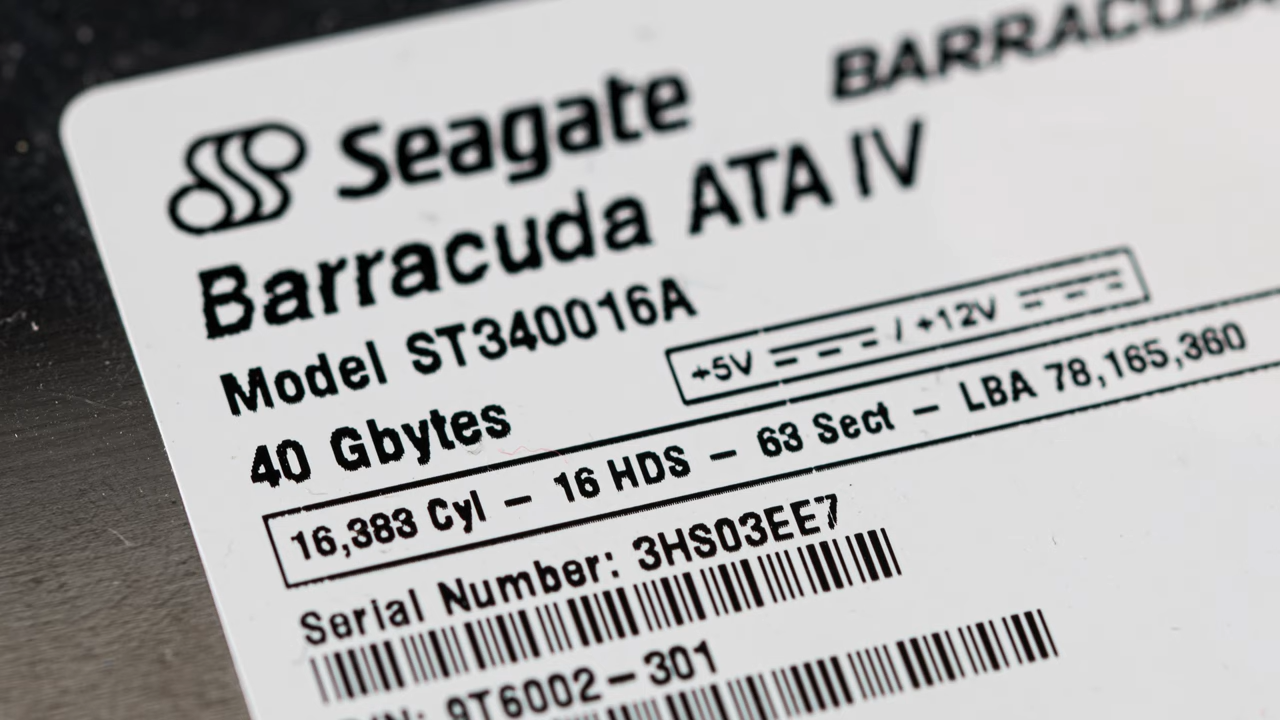 Seagate
BARRACUDA
Barracuda ATA IV
Model ST340016A
+5V / +12V
40 Gbytes
16,383 Cyl – 16 HDS – 63 Sect – LBA 78,165,360
Serial Number: 3HS03EE7
9T6002–301